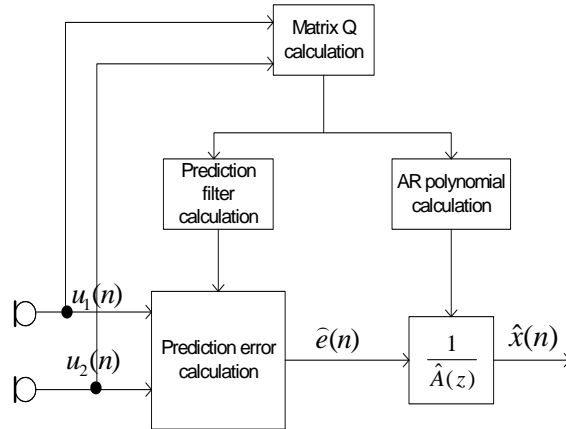 Matrix Q
calculation
Prediction
filter
calculation
AR polynomial
calculation
u₁(n)
u₂(n)
Prediction error
calculation
ê(n)
1
Â(z)
x̂(n)